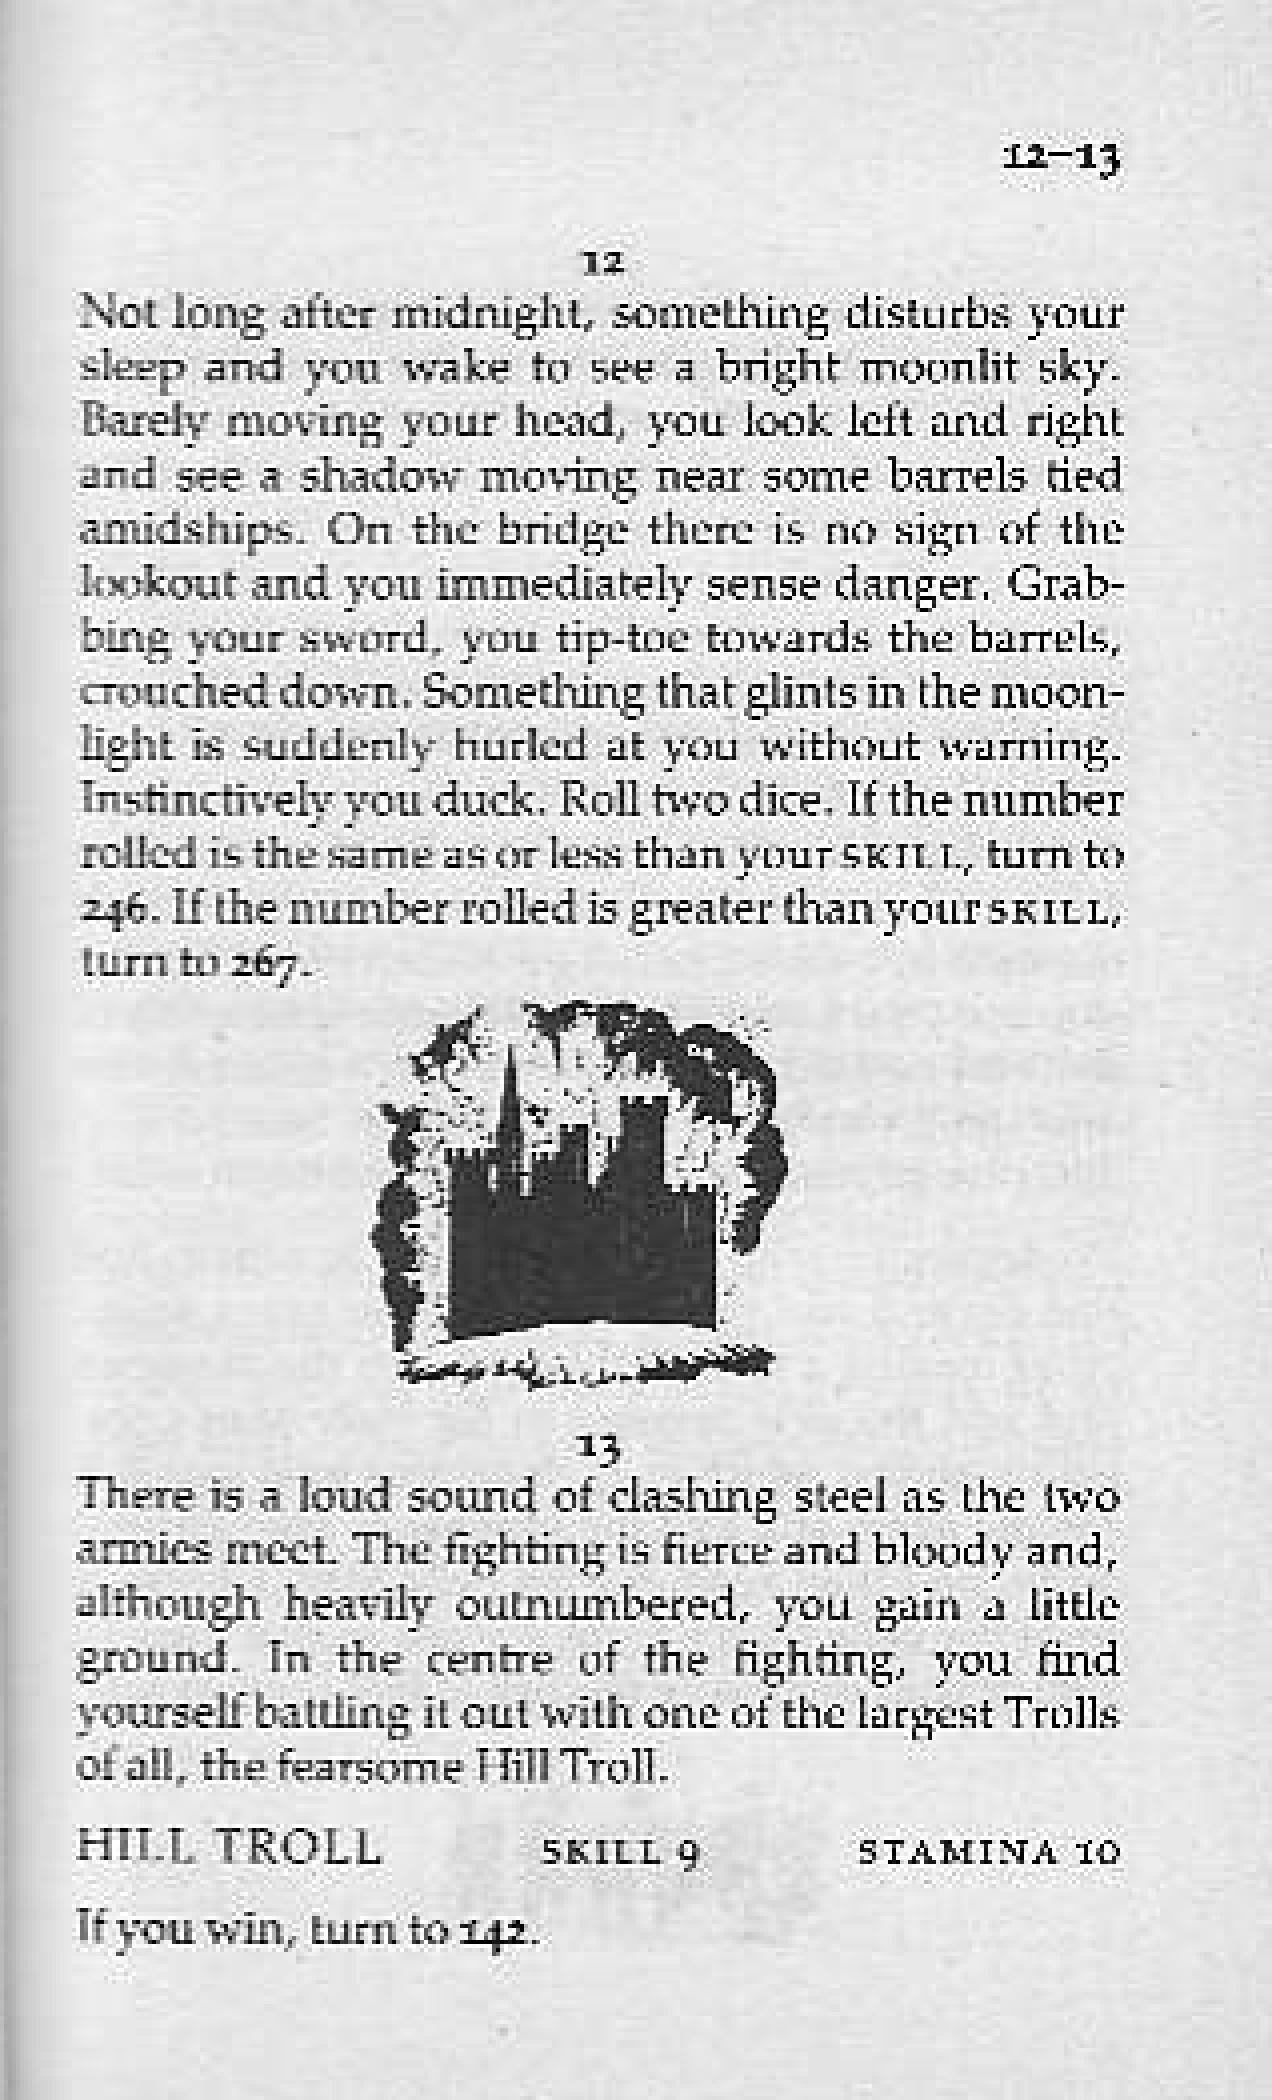 12–13
12
Not long after midnight, something disturbs your
sleep and you wake to see a bright moonlit sky.
Barely moving your head, you look left and right
and see a shadow moving near some barrels tied
amidships. On the bridge there is no sign of the
lookout and you immediately sense danger. Grab-
bing your sword, you tip-toe towards the barrels,
crouched down. Something that glints in the moon-
light is suddenly hurled at you without warning.
Instinctively you duck. Roll two dice. If the number
rolled is the same as or less than your SKILL, turn to
246. If the number rolled is greater than your SKILL,
turn to 267.
13
There is a loud sound of clashing steel as the two
armies meet. The fighting is fierce and bloody and,
although heavily outnumbered, you gain a little
ground. In the centre of the fighting, you find
yourself battling it out with one of the largest Trolls
of all, the fearsome Hill Troll.
HILL TROLL SKILL 9 STAMINA 10
If you win, turn to 142.